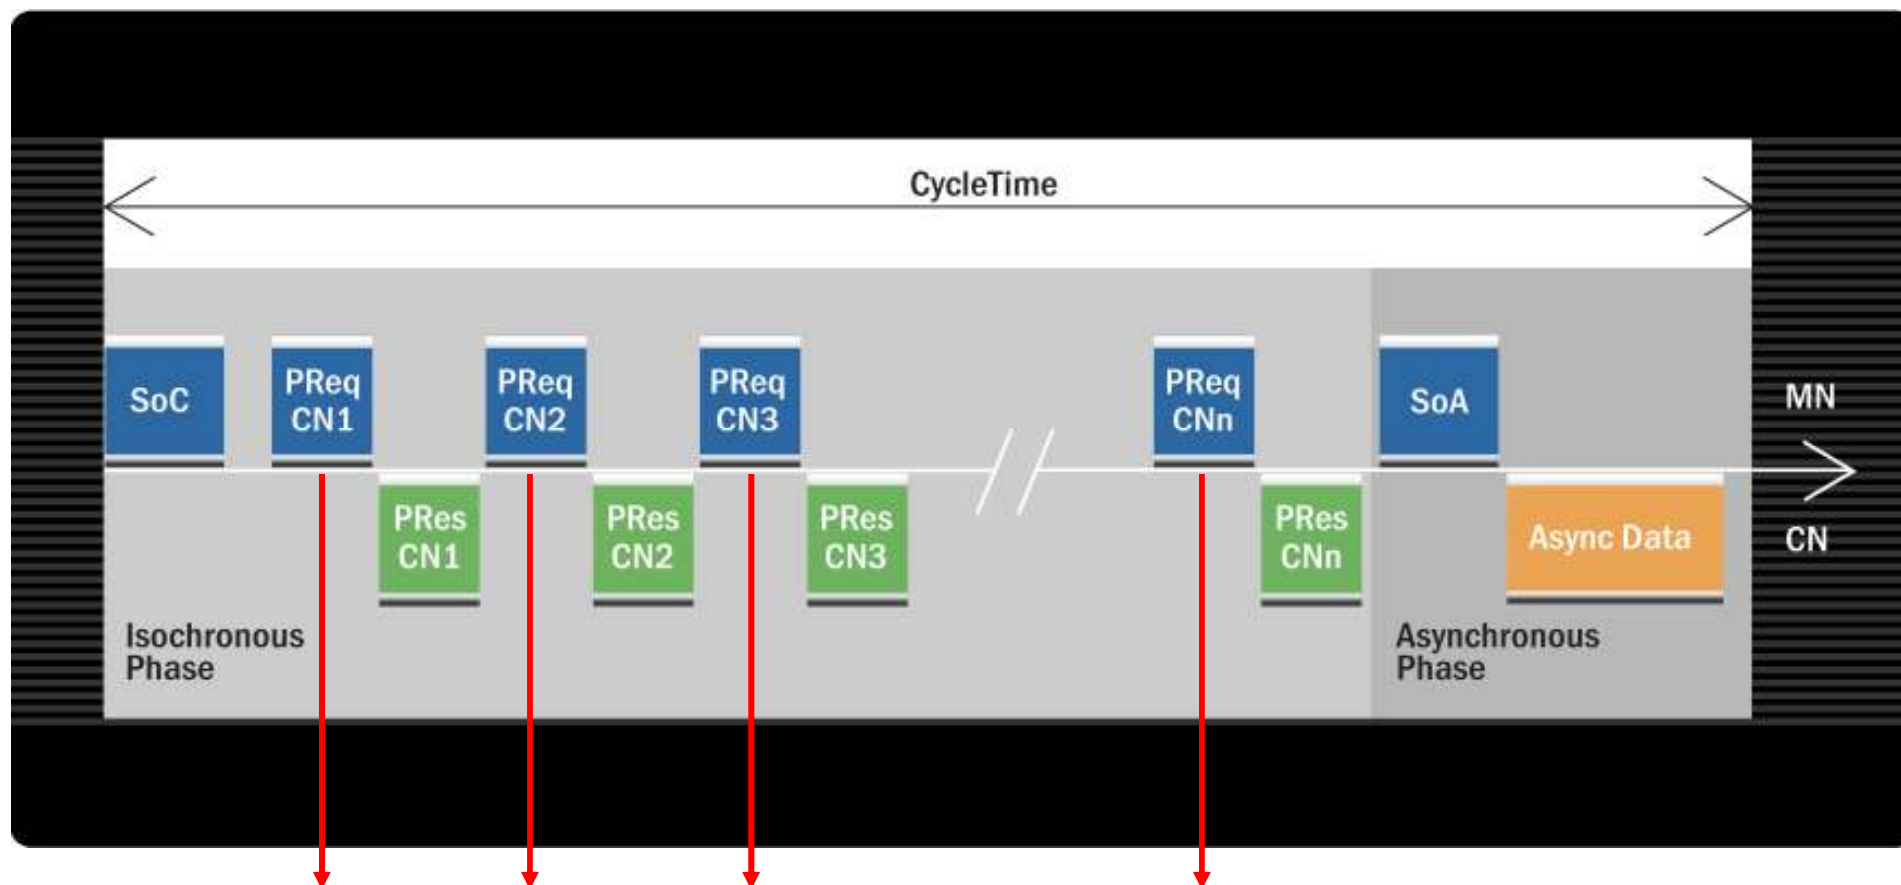 CycleTime
SoC
PReq
CN1
PReq
CN2
PReq
CN3
PReq
CNn
SoA
MN
PRes
CN1
PRes
CN2
PRes
CN3
PRes
CNn
Async Data
CN
Isochronous
Phase
Asynchronous
Phase